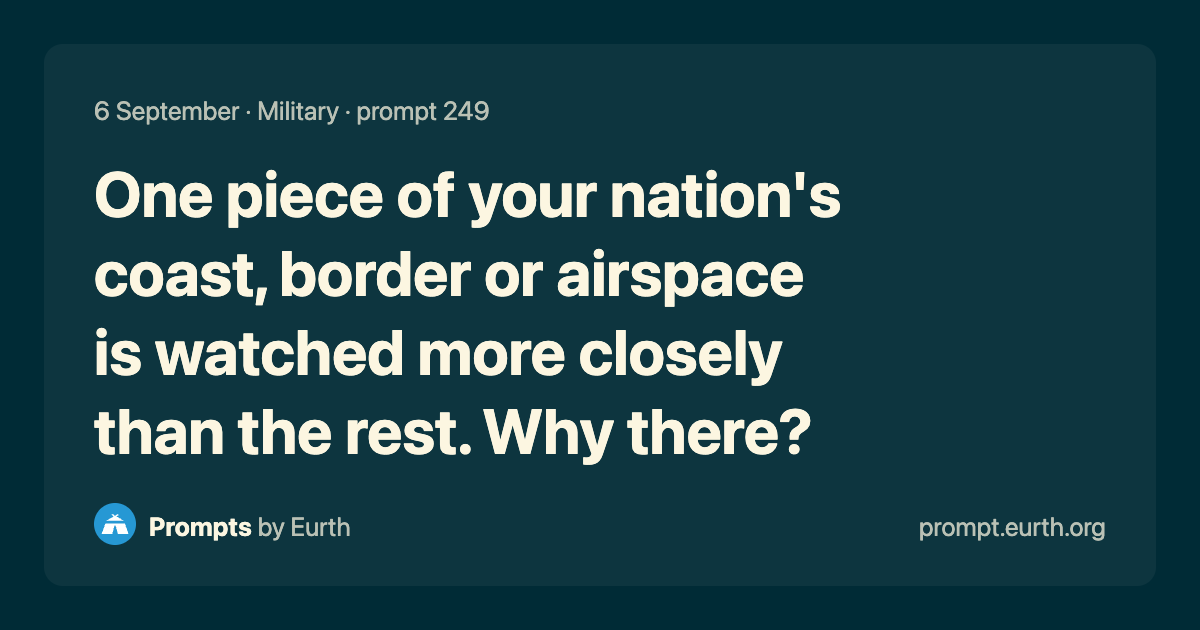 6 September · Military · prompt 249
One piece of your nation's
coast, border or airspace
is watched more closely
than the rest. Why there?
Prompts by Eurth
prompt.eurth.org